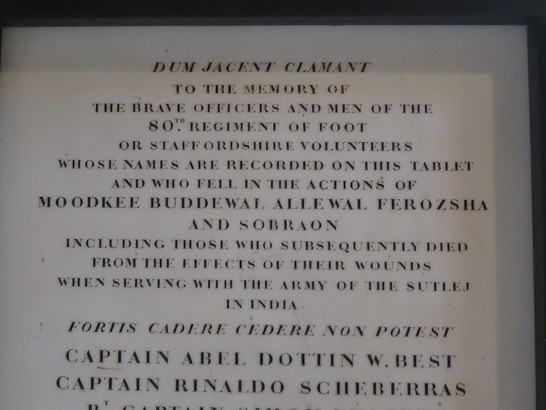 DUM JACENT CLAMANT
TO THE MEMORY OF
THE BRAVE OFFICERS AND MEN OF THE
80TH. REGIMENT OF FOOT
OR STAFFORDSHIRE VOLUNTEERS
WHOSE NAMES ARE RECORDED ON THIS TABLET
AND WHO FELL IN THE ACTIONS OF
MOODKEE BUDDEWAL ALLEWAL FEROZSHA
AND SOBRAON
INCLUDING THOSE WHO SUBSEQUENTLY DIED
FROM THE EFFECTS OF THEIR WOUNDS
WHEN SERVING WITH THE ARMY OF THE SUTLEJ
IN INDIA
FORTIS CADERE CEDERE NON POTEST
CAPTAIN ABEL DOTTIN W. BEST
CAPTAIN RINALDO SCHEBERRAS
BT CAPTAIN